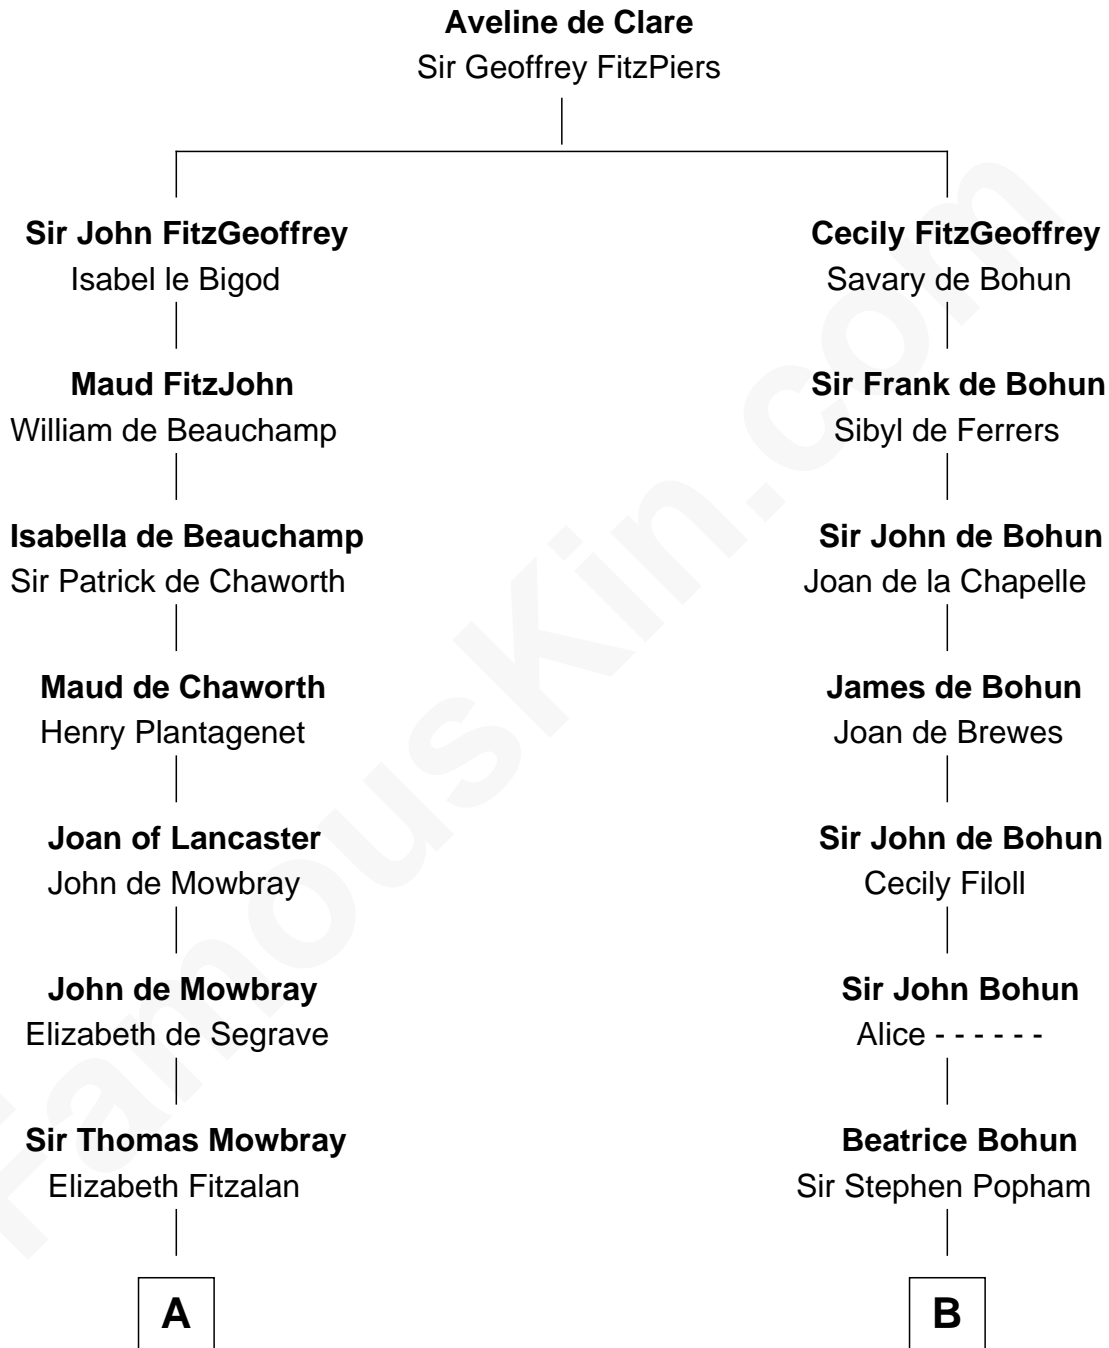 Aveline de Clare
Sir Geoffrey FitzPiers
Sir John FitzGeoffrey
Isabel le Bigod
Cecily FitzGeoffrey
Savary de Bohun
Maud FitzJohn
William de Beauchamp
Sir Frank de Bohun
Sibyl de Ferrers
Isabella de Beauchamp
Sir Patrick de Chaworth
Sir John de Bohun
Joan de la Chapelle
Maud de Chaworth
Henry Plantagenet
James de Bohun
Joan de Brewes
Joan of Lancaster
John de Mowbray
Sir John de Bohun
Cecily Filoll
John de Mowbray
Elizabeth de Segrave
Sir John Bohun
Alice - - - - - -
Sir Thomas Mowbray
Elizabeth Fitzalan
Beatrice Bohun
Sir Stephen Popham
A
B
FamousKin.com